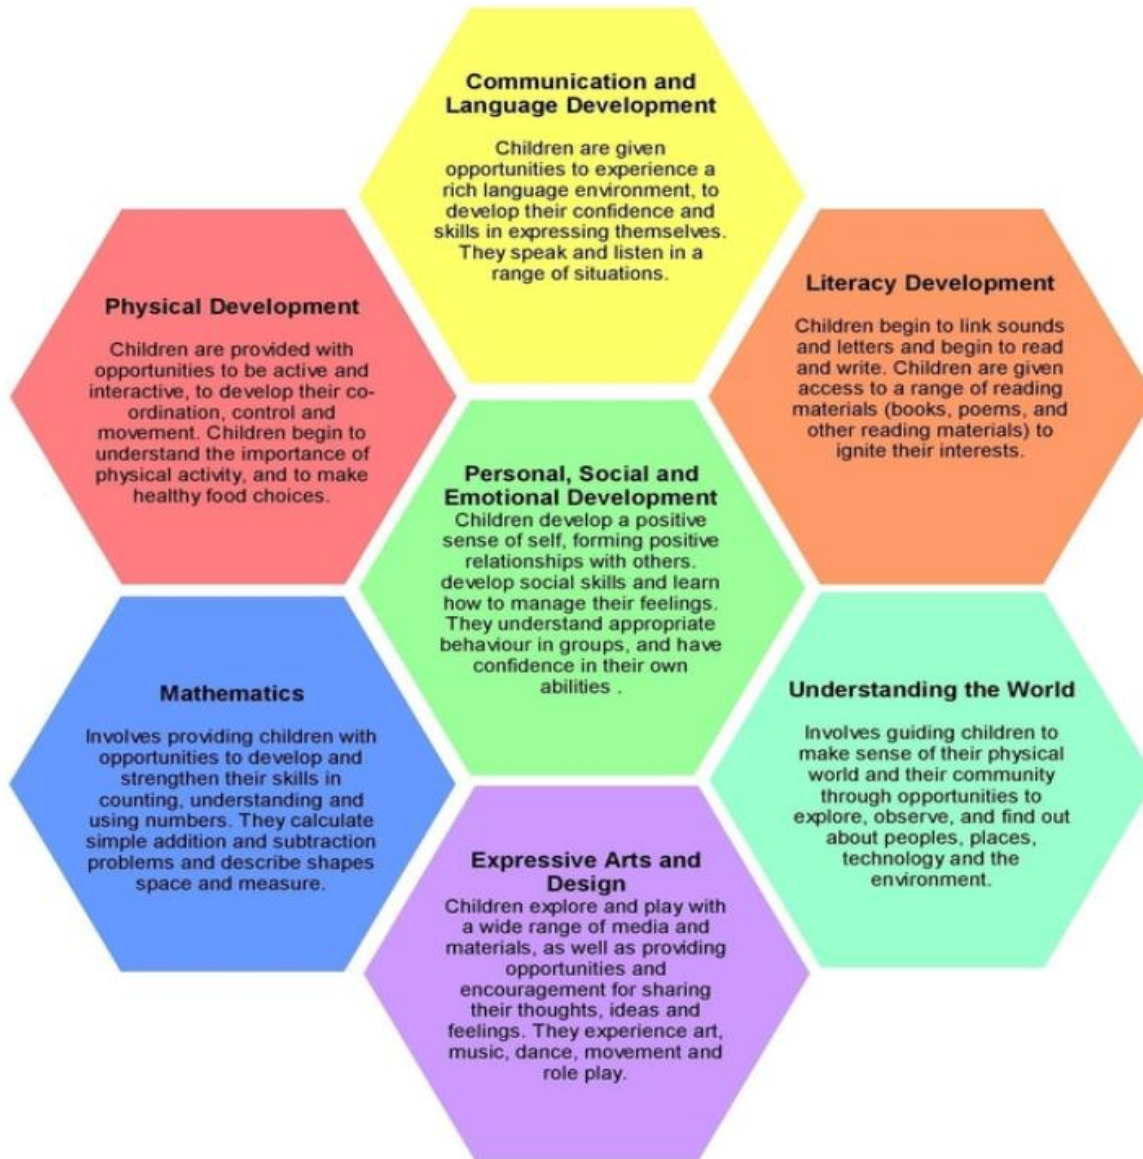 Communication and
Language Development
Children are given
opportunities to experience a
rich language environment, to
develop their confidence and
skills in expressing themselves.
They speak and listen in a
range of situations.
Physical Development
Children are provided with
opportunities to be active and
interactive, to develop their co-
ordination, control and
movement. Children begin to
understand the importance of
physical activity, and to make
healthy food choices.
Literacy Development
Children begin to link sounds
and letters and begin to read
and write. Children are given
access to a range of reading
materials (books, poems, and
other reading materials) to
ignite their interests.
Personal, Social and
Emotional Development
Children develop a positive
sense of self, forming positive
relationships with others.
develop social skills and learn
how to manage their feelings.
They understand appropriate
behaviour in groups, and have
confidence in their own
abilities .
Mathematics
Involves providing children with
opportunities to develop and
strengthen their skills in
counting, understanding and
using numbers. They calculate
simple addition and subtraction
problems and describe shapes
space and measure.
Understanding the World
Involves guiding children to
make sense of their physical
world and their community
through opportunities to
explore, observe, and find out
about peoples, places,
technology and the
environment.
Expressive Arts and
Design
Children explore and play with
a wide range of media and
materials, as well as providing
opportunities and
encouragement for sharing
their thoughts, ideas and
feelings. They experience art,
music, dance, movement and
role play.